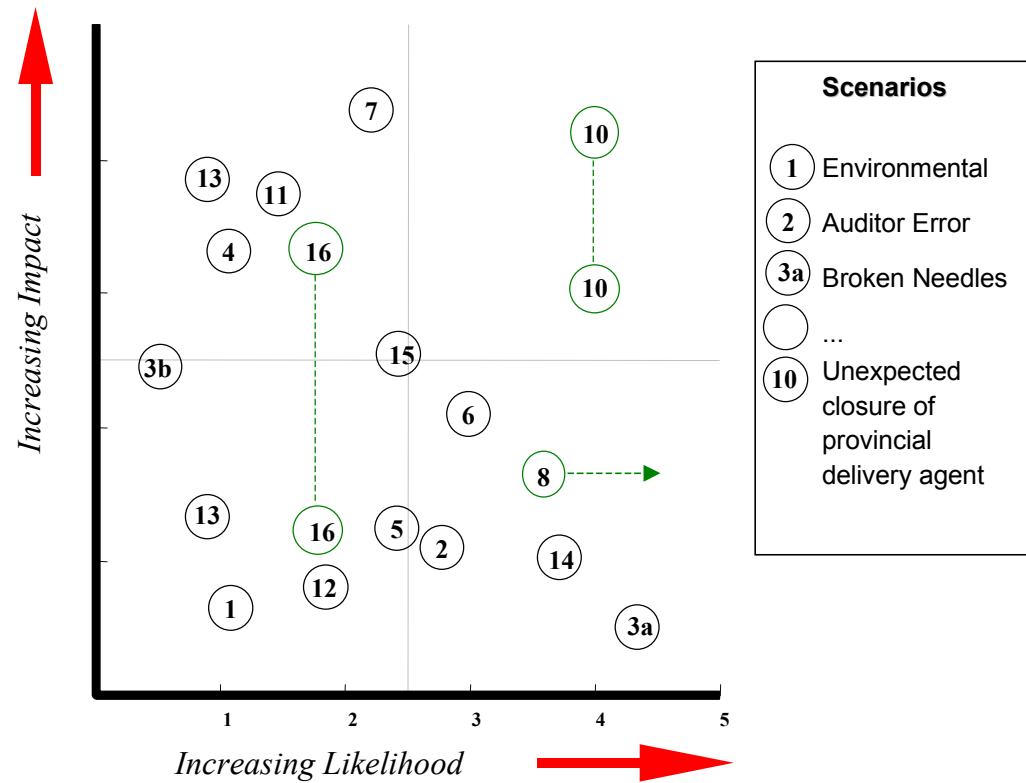 Increasing Impact
7
10
13
11
4
16
10
15
3b
6
8
13
16
5
2
14
12
1
3a
1
2
3
4
5
Increasing Likelihood
Scenarios
1 Environmental
2 Auditor Error
3a Broken Needles
...
10 Unexpected
closure of
provincial
delivery agent